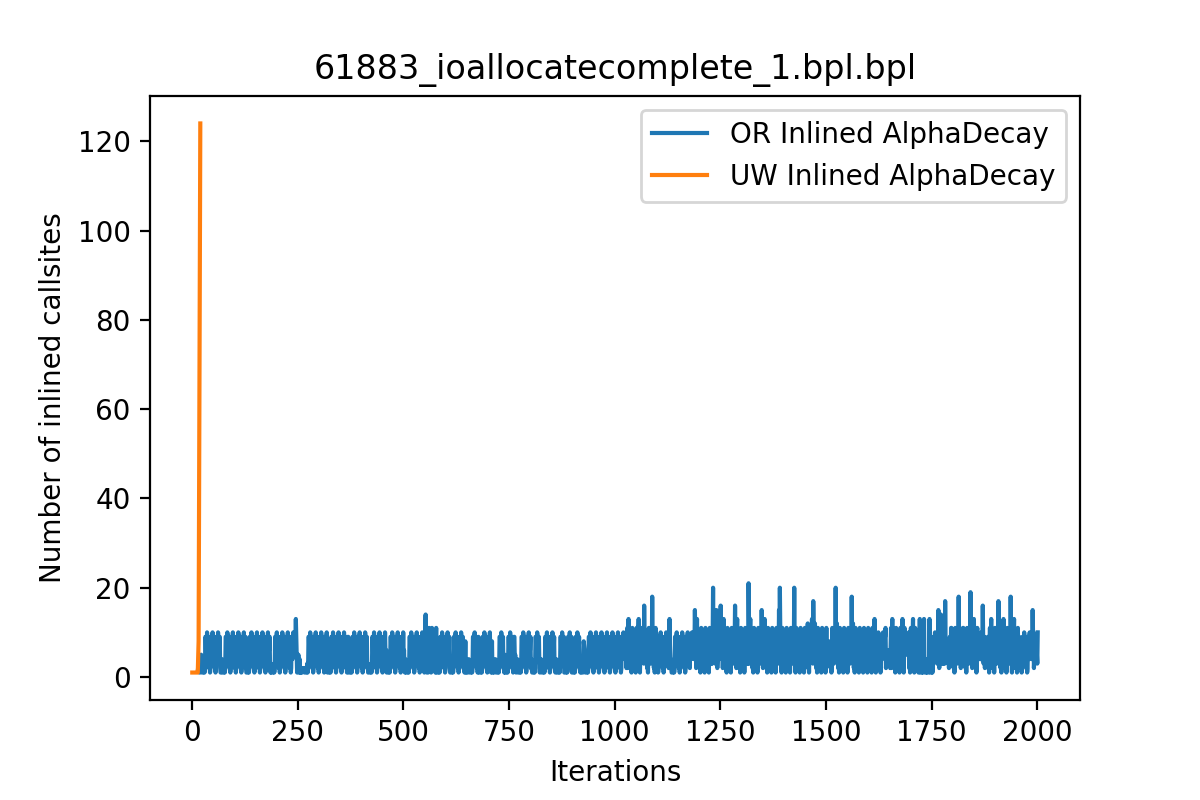 61883_ioallocatecomplete_1.bpl.bpl
OR Inlined AlphaDecay
UW Inlined AlphaDecay
Number of inlined callsites
120
100
80
60
40
20
0
0 250 500 750 1000 1250 1500 1750 2000
Iterations